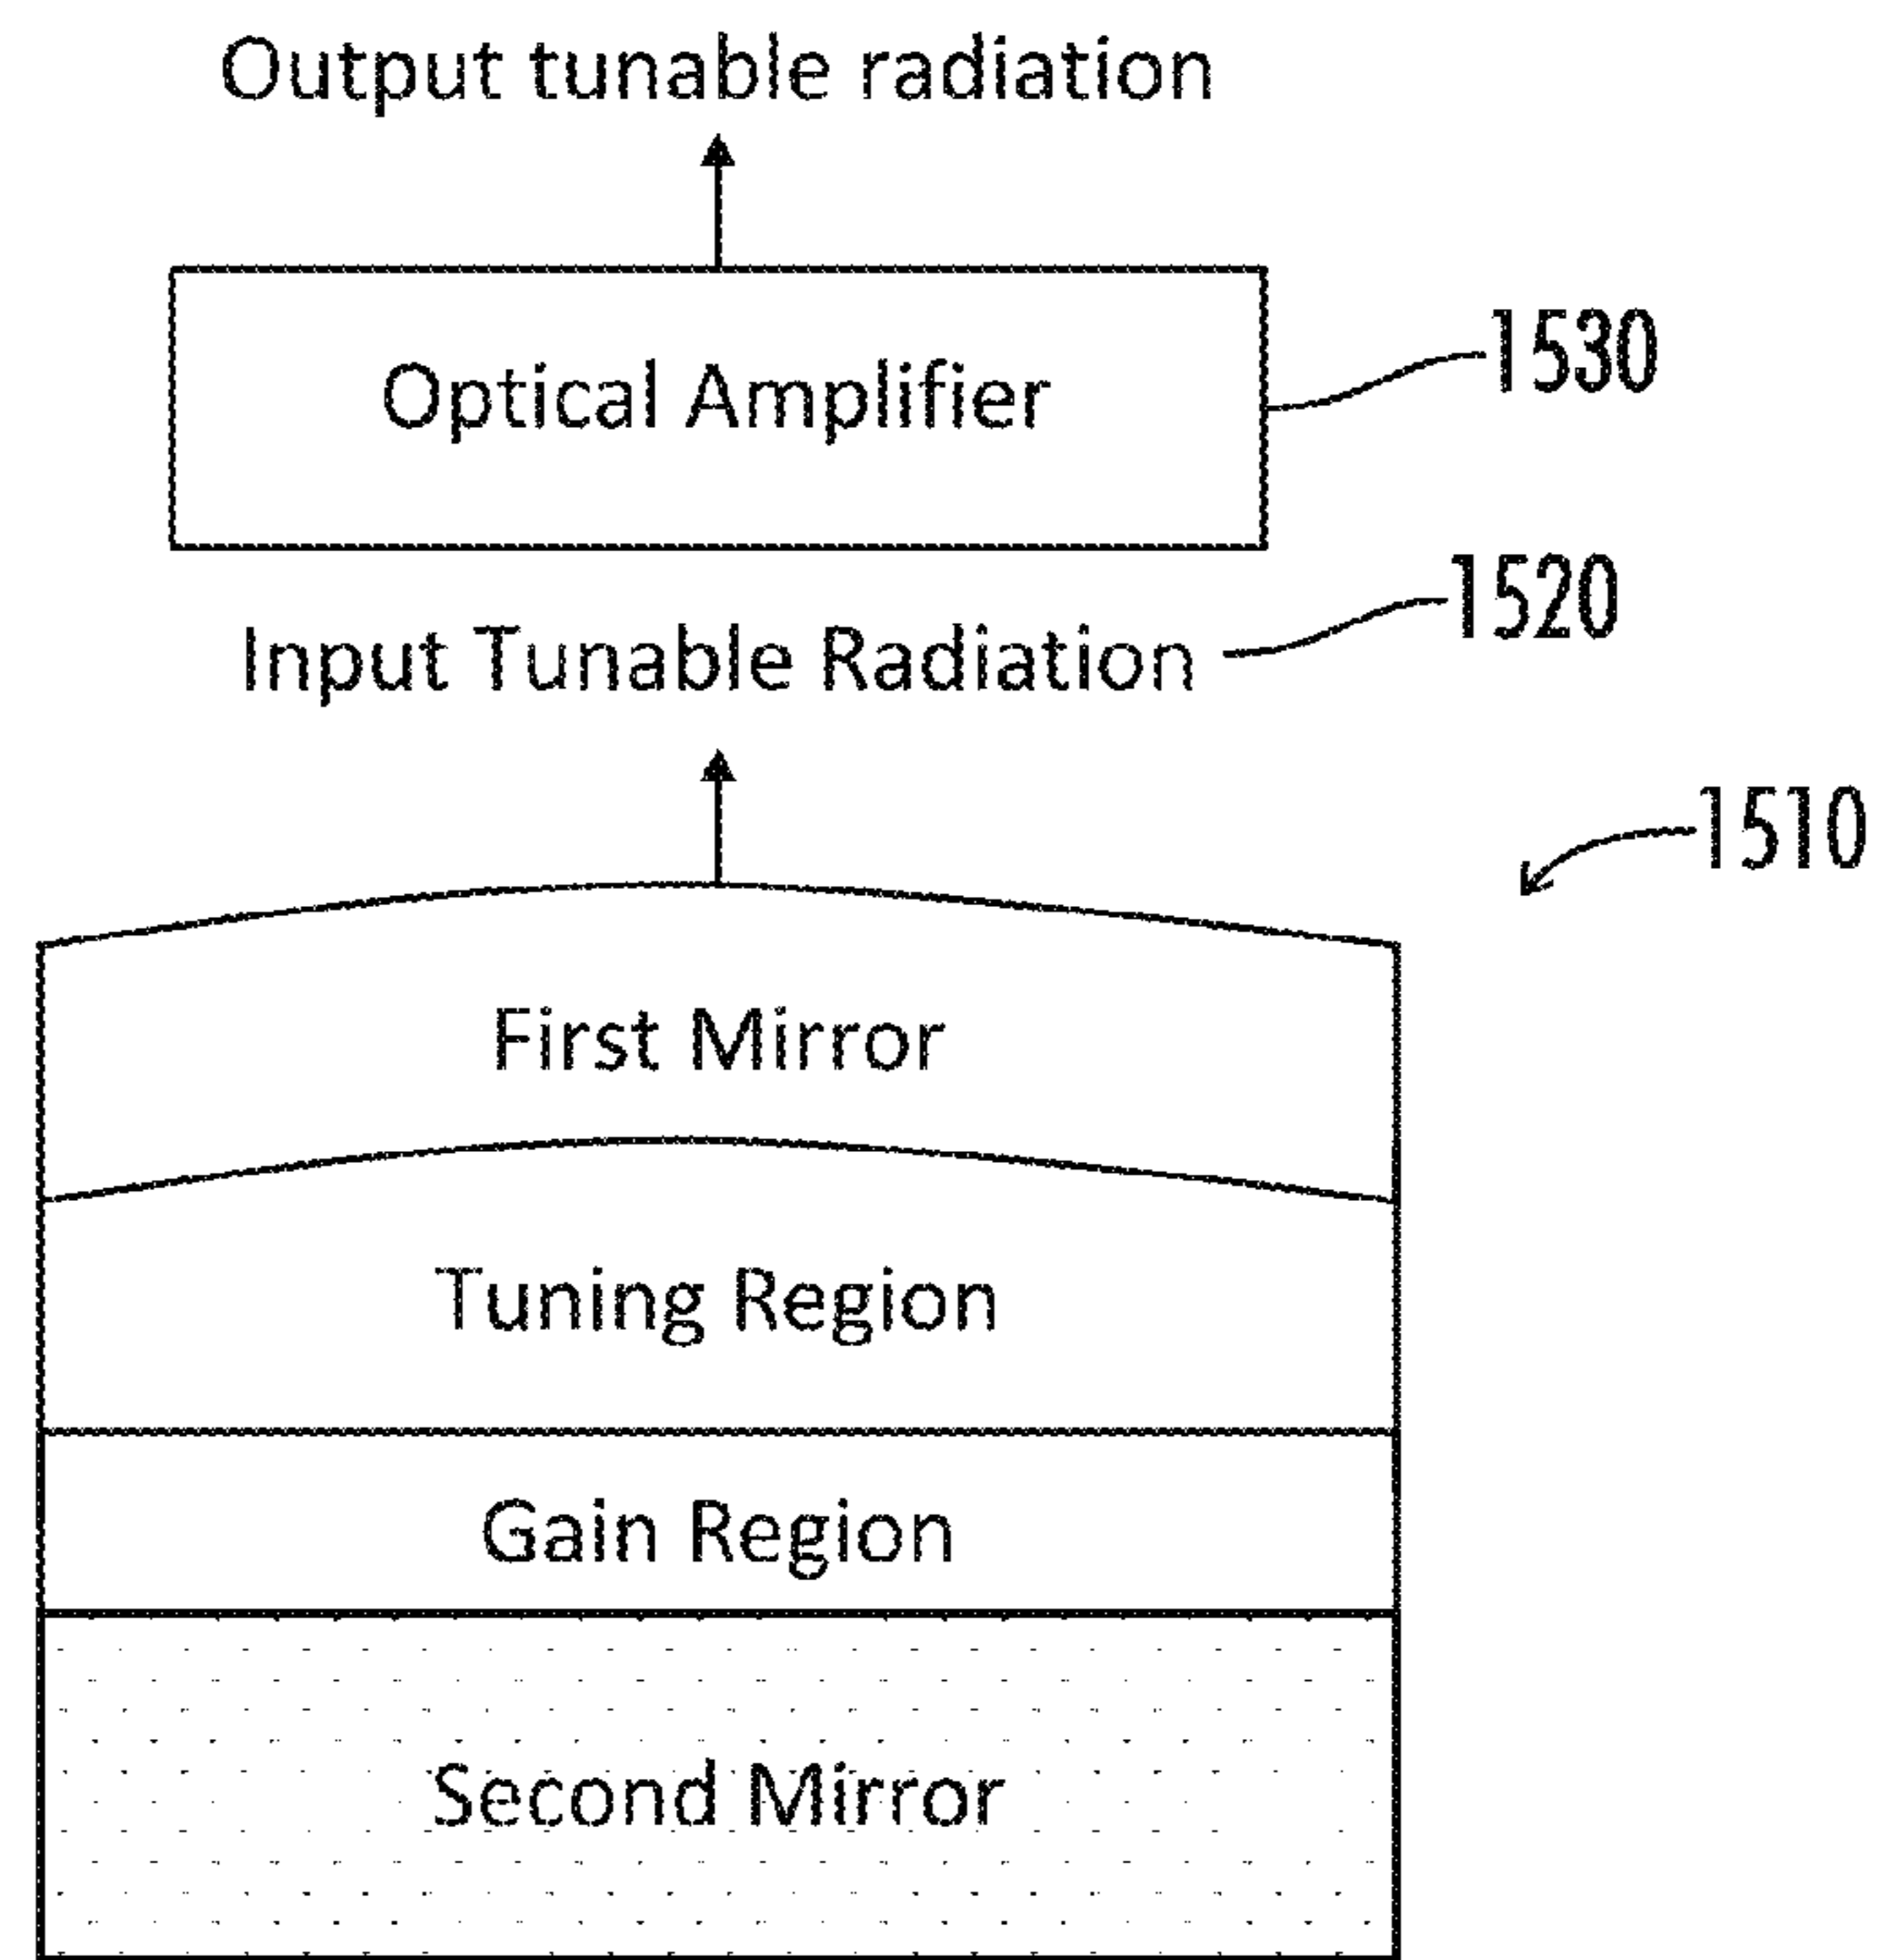 Output tunable radiation
Optical Amplifier
1530
Input Tunable Radiation
1520
1510
First Mirror
Tuning Region
Gain Region
Second Mirror